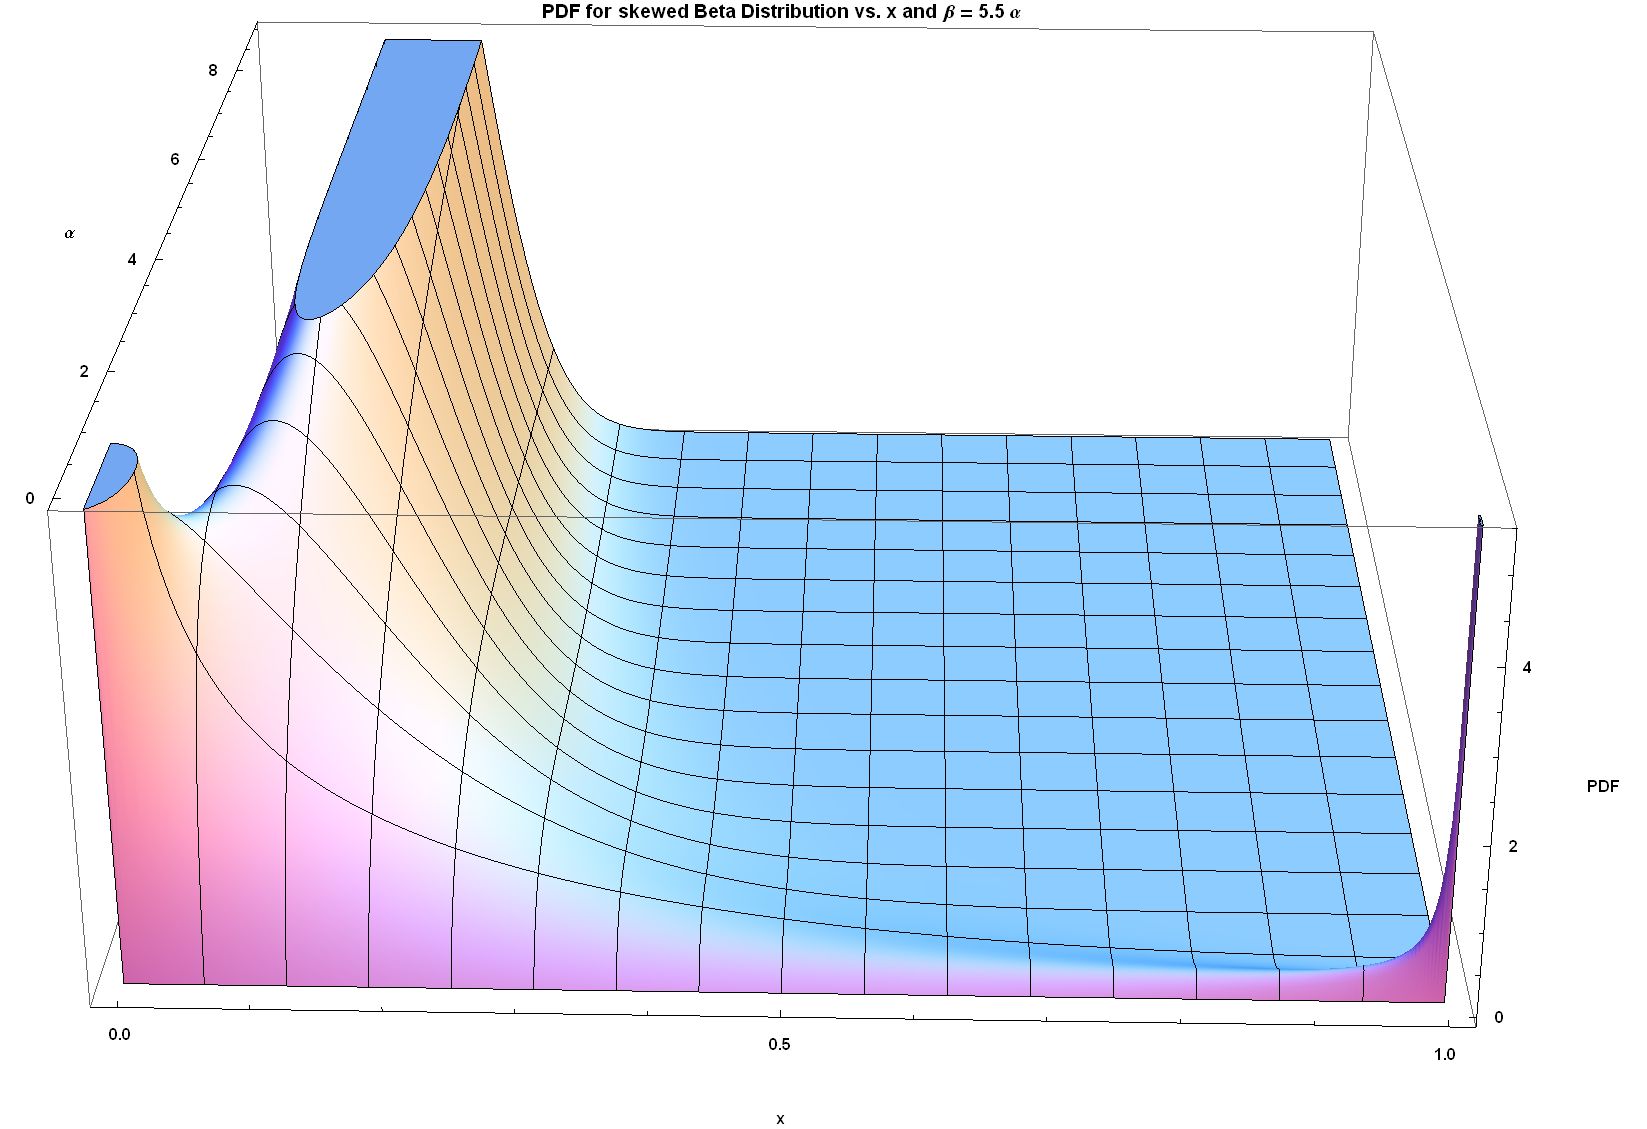 PDF for skewed Beta Distribution vs. x and β = 5.5 α
8
6
α
4
2
0
4
PDF
2
0
0.0
0.5
1.0
x